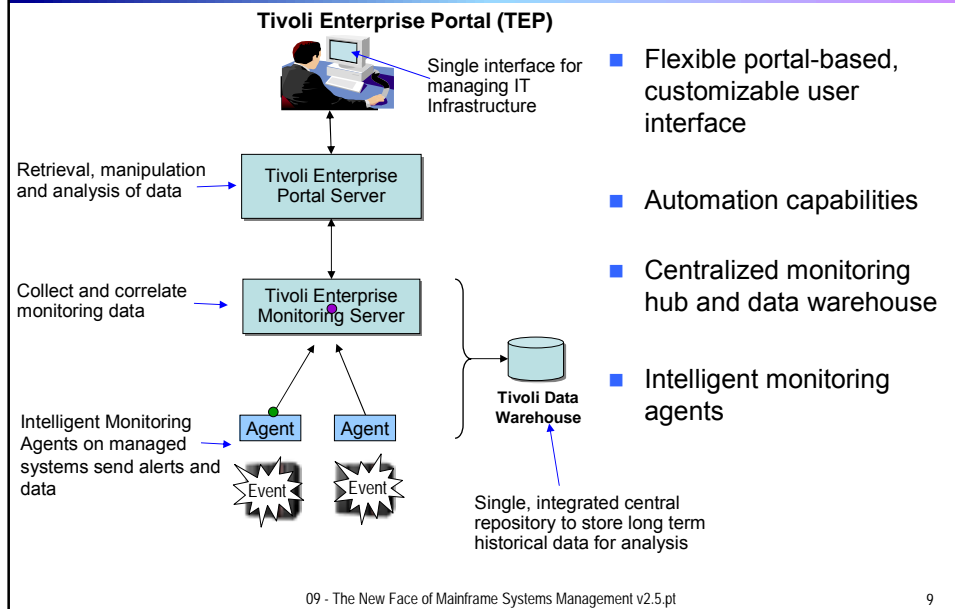 Tivoli Enterprise Portal (TEP)
Single interface for
managing IT
Infrastructure
Retrieval, manipulation
and analysis of data
Tivoli Enterprise
Portal Server
Collect and correlate
monitoring data
Tivoli Enterprise
Monitoring Server
Intelligent Monitoring
Agents on managed
systems send alerts and
data
Agent
Agent
Event
Event
Tivoli Data
Warehouse
Single, integrated central
repository to store long term
historical data for analysis
Flexible portal-based,
customizable user
interface
Automation capabilities
Centralized monitoring
hub and data warehouse
Intelligent monitoring
agents
09 - The New Face of Mainframe Systems Management v2.5.pt
9